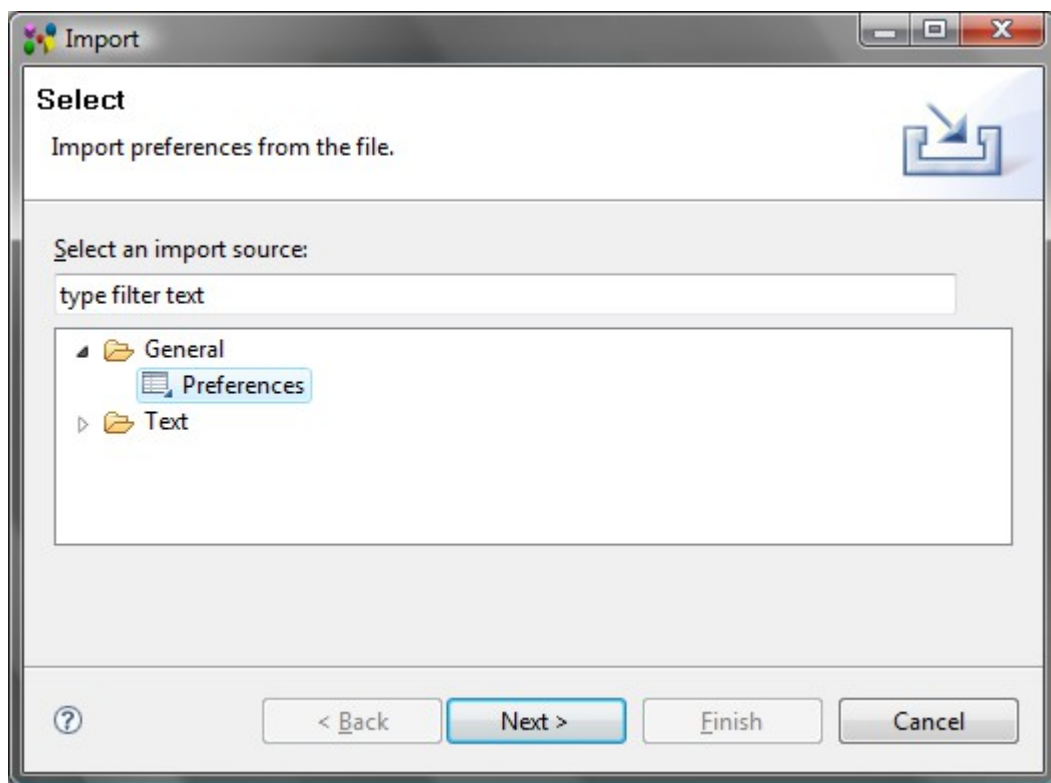 Import
Select
Import preferences from the file.
Select an import source:
type filter text
General
Preferences
Text
?
< Back Next > Finish Cancel